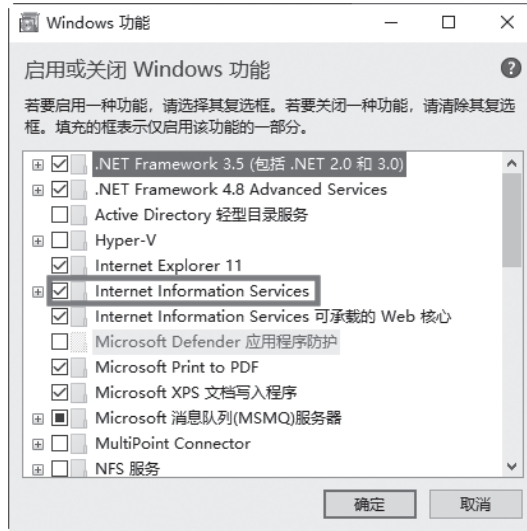 Windows 功能
启用或关闭 Windows 功能
若要启用一种功能，请选择其复选框。若要关闭一种功能，请清除其复选
框。填充的框表示仅启用该功能的一部分。
.NET Framework 3.5 (包括 .NET 2.0 和 3.0)
.NET Framework 4.8 Advanced Services
Active Directory 轻型目录服务
Hyper-V
Internet Explorer 11
Internet Information Services
Internet Information Services 可承载的 Web 核心
Microsoft Defender 应用程序防护
Microsoft Print to PDF
Microsoft XPS 文档写入程序
Microsoft 消息队列(MSMQ)服务器
MultiPoint Connector
NFS 服务
确定 取消